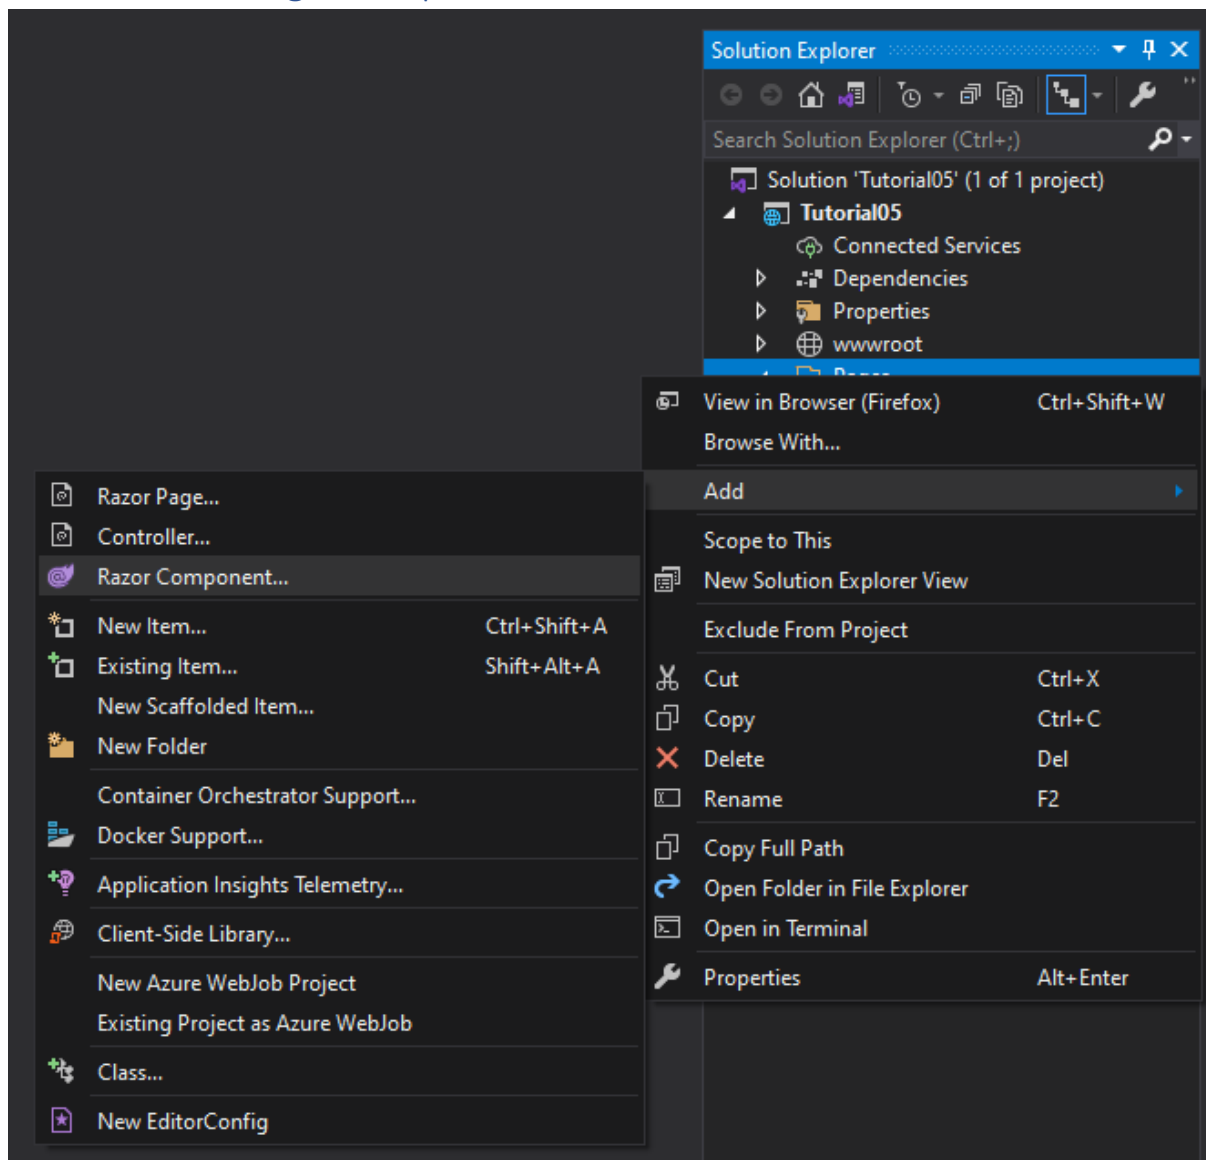 Solution Explorer
Search Solution Explorer (Ctrl+;)
Solution 'Tutorial05' (1 of 1 project)
Tutorial05
Connected Services
Dependencies
Properties
wwwroot
Pages
View in Browser (Firefox) Ctrl+Shift+W
Browse With...
Add
Scope to This
New Solution Explorer View
Exclude From Project
Cut Ctrl+X
Copy Ctrl+C
Delete Del
Rename F2
Copy Full Path
Open Folder in File Explorer
Open in Terminal
Properties Alt+Enter
Razor Page...
Controller...
Razor Component...
New Item... Ctrl+Shift+A
Existing Item... Shift+Alt+A
New Scaffolded Item...
New Folder
Container Orchestrator Support...
Docker Support...
Application Insights Telemetry...
Client-Side Library...
New Azure WebJob Project
Existing Project as Azure WebJob
Class...
New EditorConfig